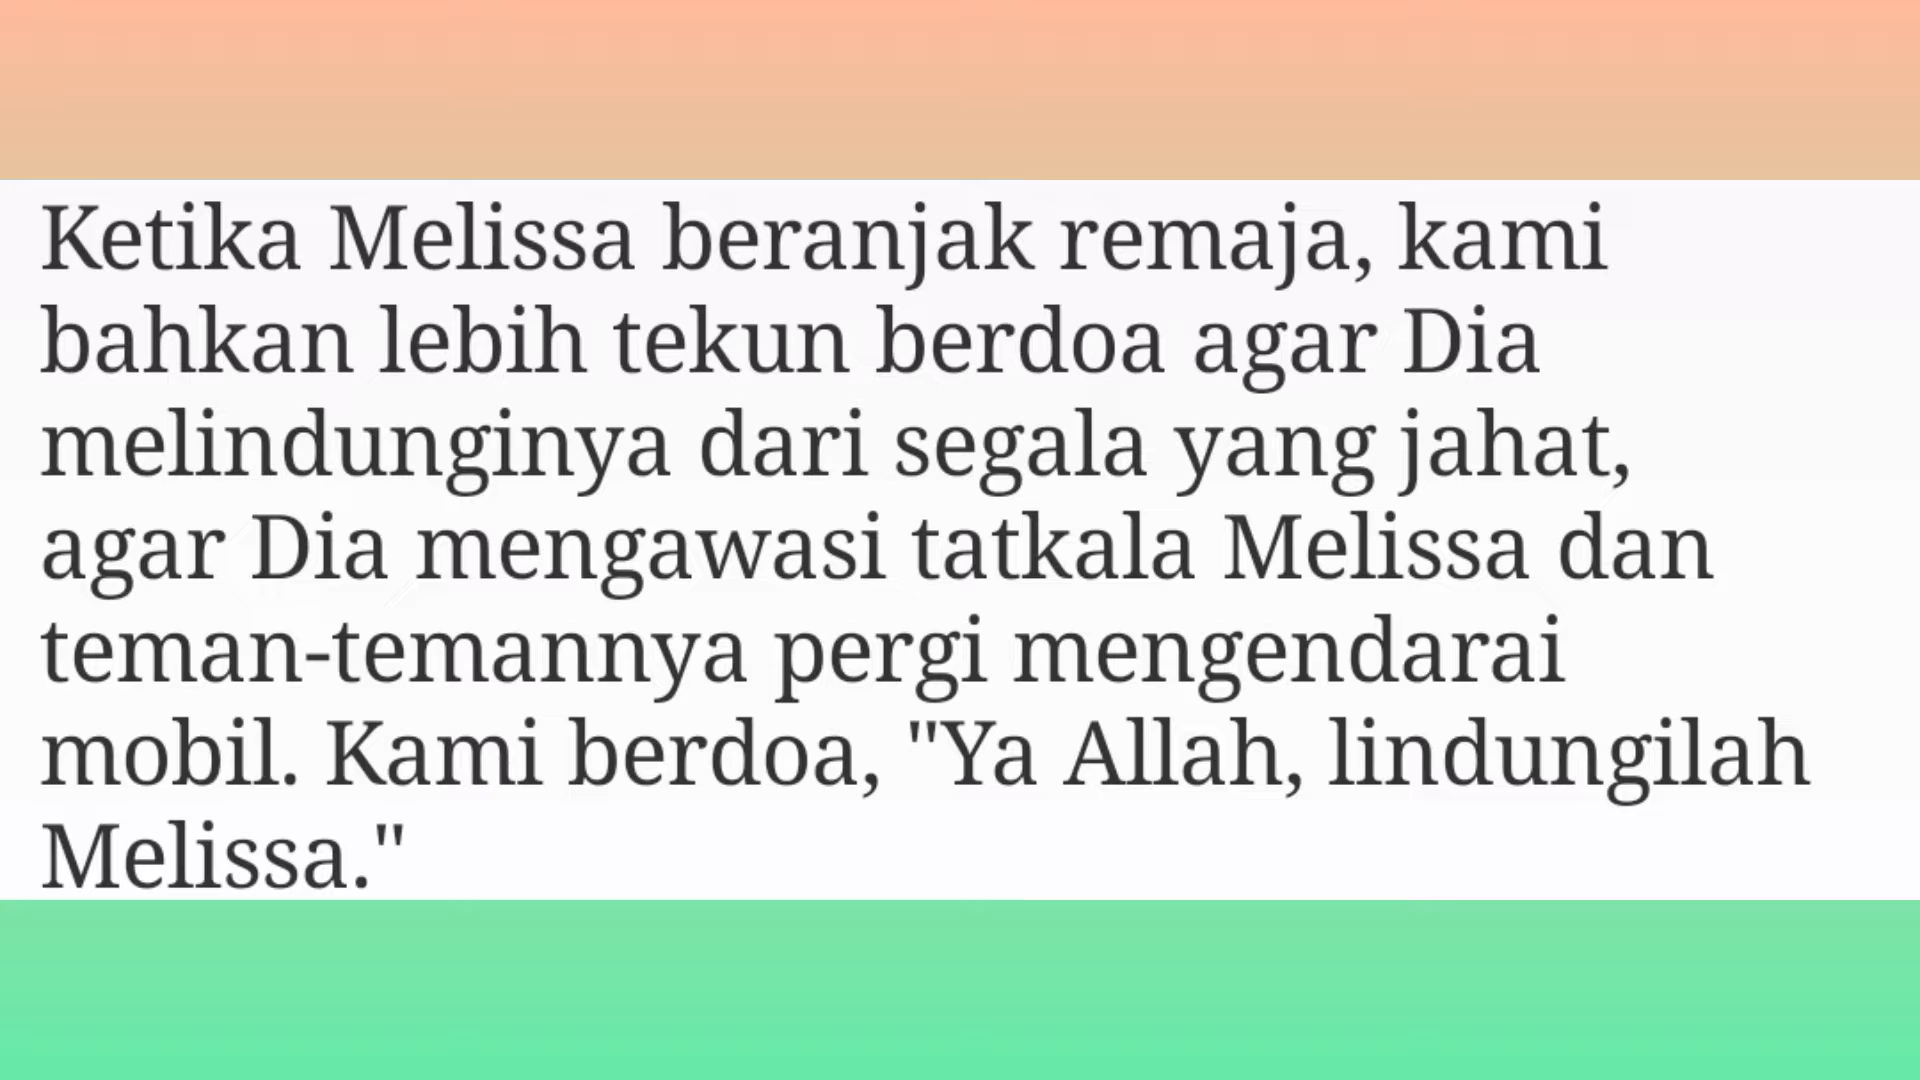 Ketika Melissa beranjak remaja, kami
bahkan lebih tekun berdoa agar Dia
melindunginya dari segala yang jahat,
agar Dia mengawasi tatkala Melissa dan
teman-temannya pergi mengendarai
mobil. Kami berdoa, "Ya Allah, lindungilah
Melissa."